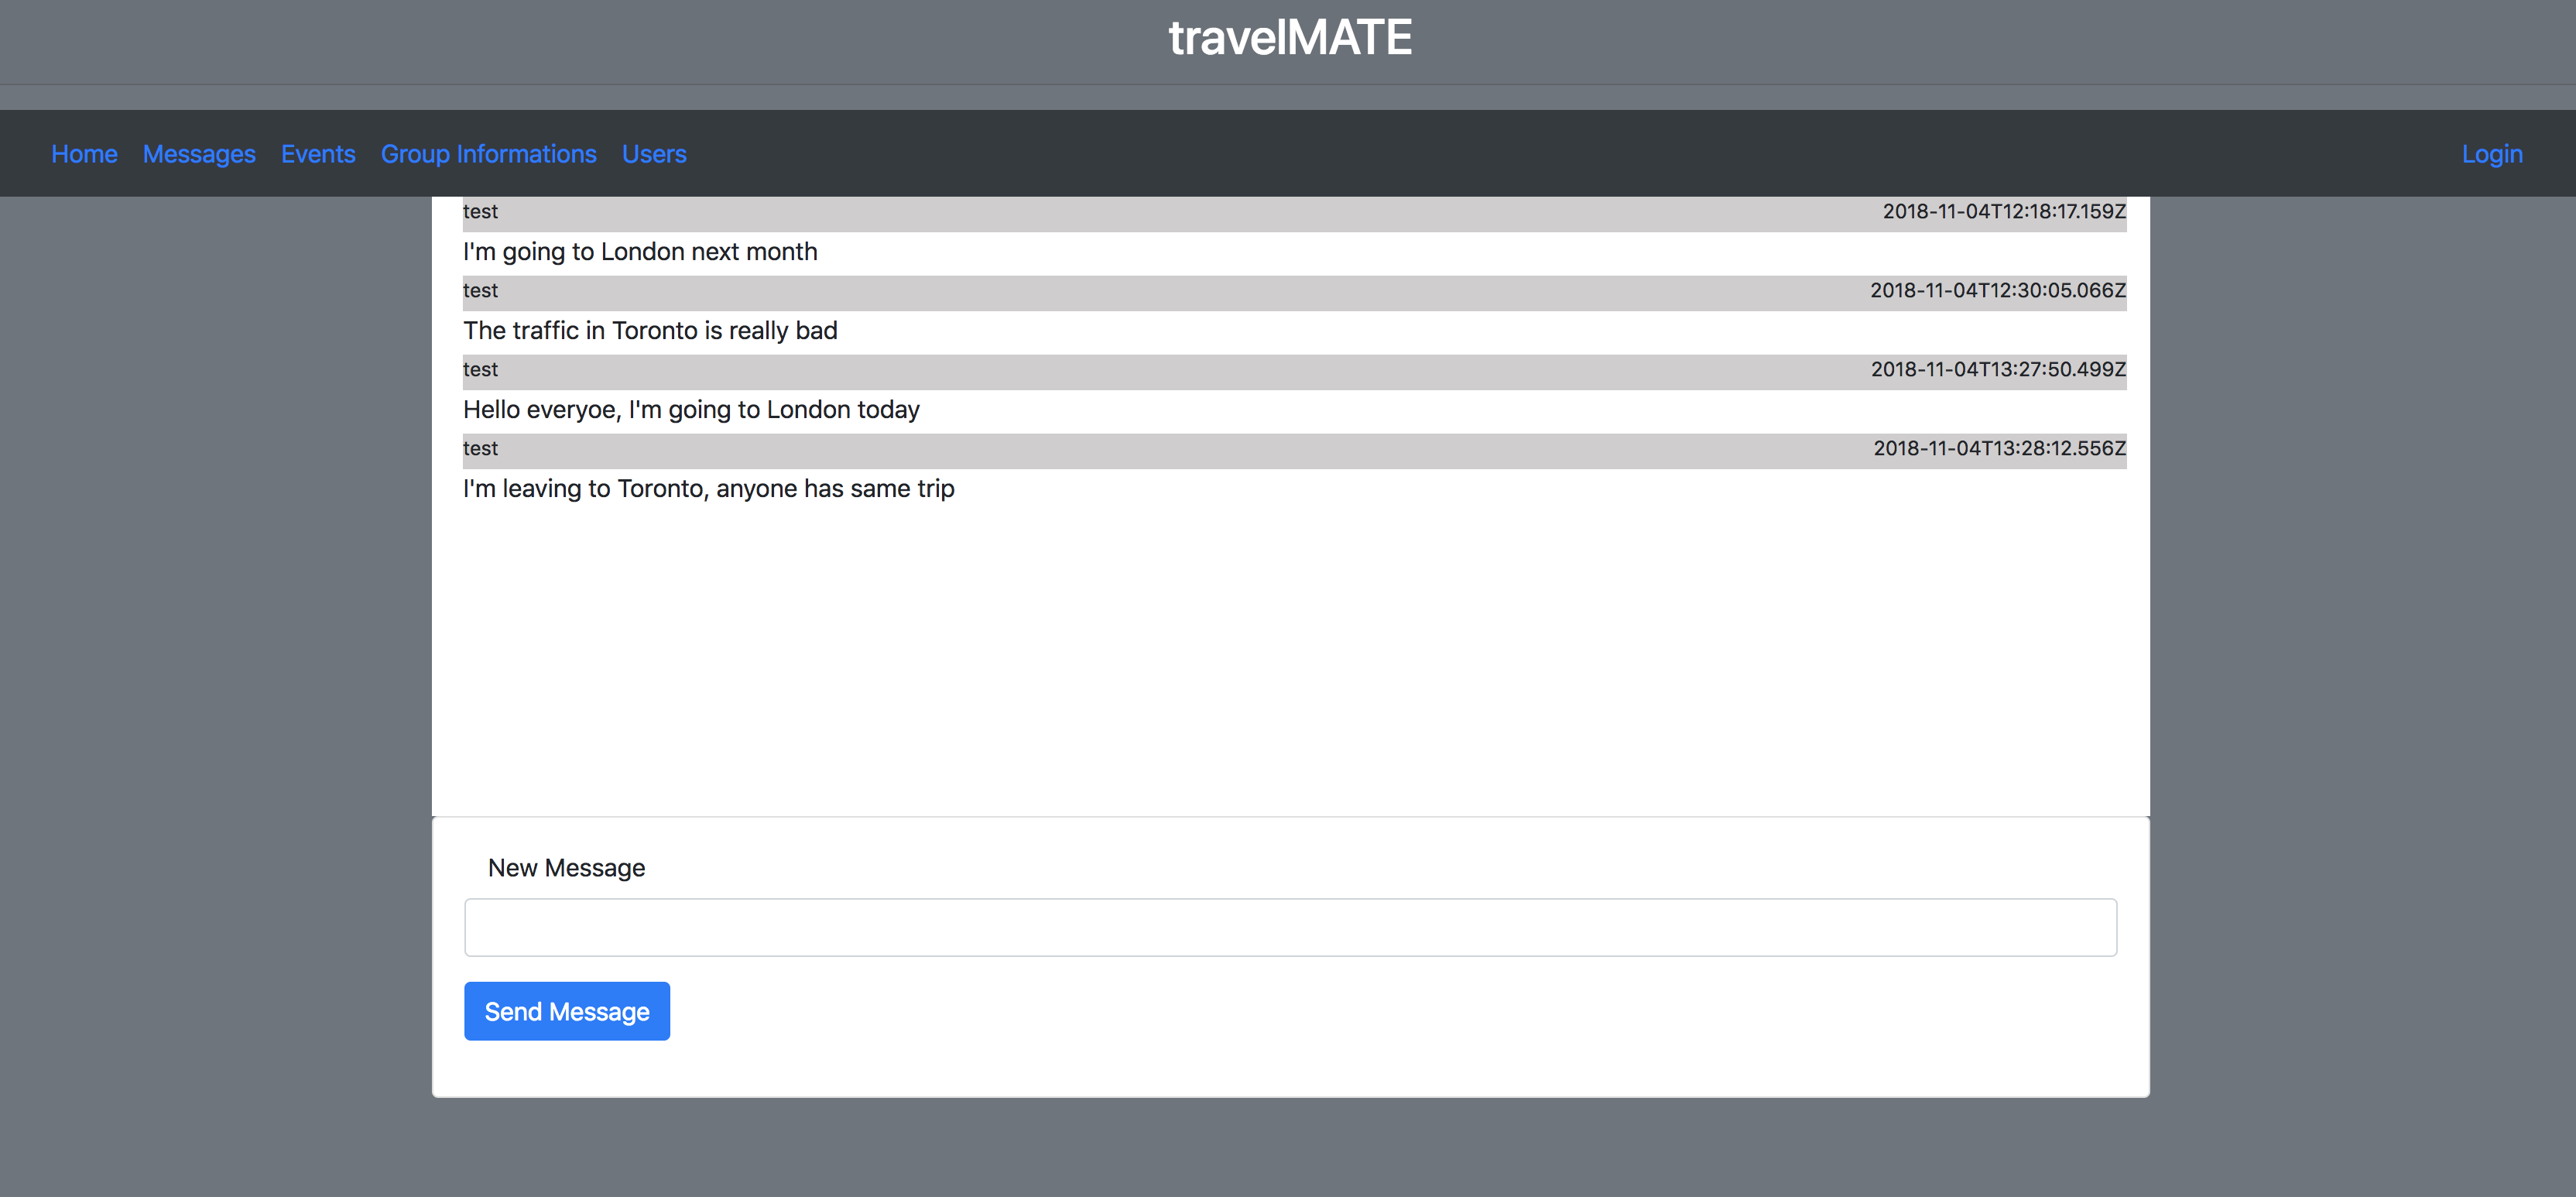 travelMATE
Home Messages Events Group Informations Users Login
test 2018-11-04T12:18:17.159Z
I'm going to London next month
test 2018-11-04T12:30:05.066Z
The traffic in Toronto is really bad
test 2018-11-04T13:27:50.499Z
Hello everyoe, I'm going to London today
test 2018-11-04T13:28:12.556Z
I'm leaving to Toronto, anyone has same trip
New Message
Send Message